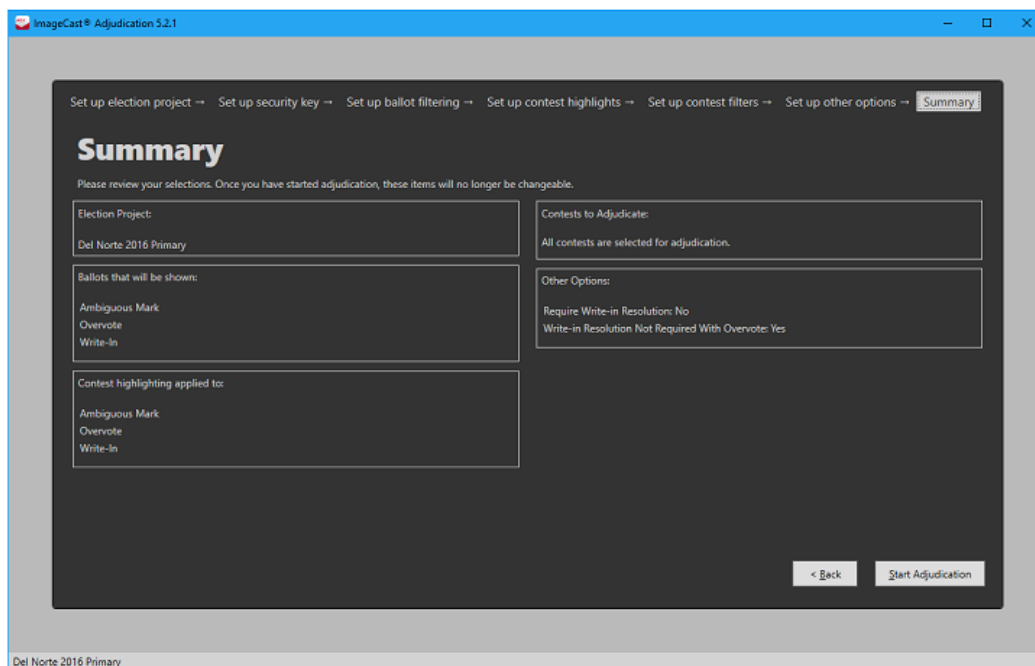 ImageCast® Adjudication 5.2.1
Set up election project → Set up security key → Set up ballot filtering → Set up contest highlights → Set up contest filters → Set up other options → Summary
Summary
Please review your selections. Once you have started adjudication, these items will no longer be changeable.
Election Project:
Del Norte 2016 Primary
Ballots that will be shown:
Ambiguous Mark
Overvote
Write-In
Contest highlighting applied to:
Ambiguous Mark
Overvote
Write-In
Contests to Adjudicate:
All contests are selected for adjudication.
Other Options:
Require Write-in Resolution: No
Write-in Resolution Not Required With Overvote: Yes
< Back
Start Adjudication
Del Norte 2016 Primary